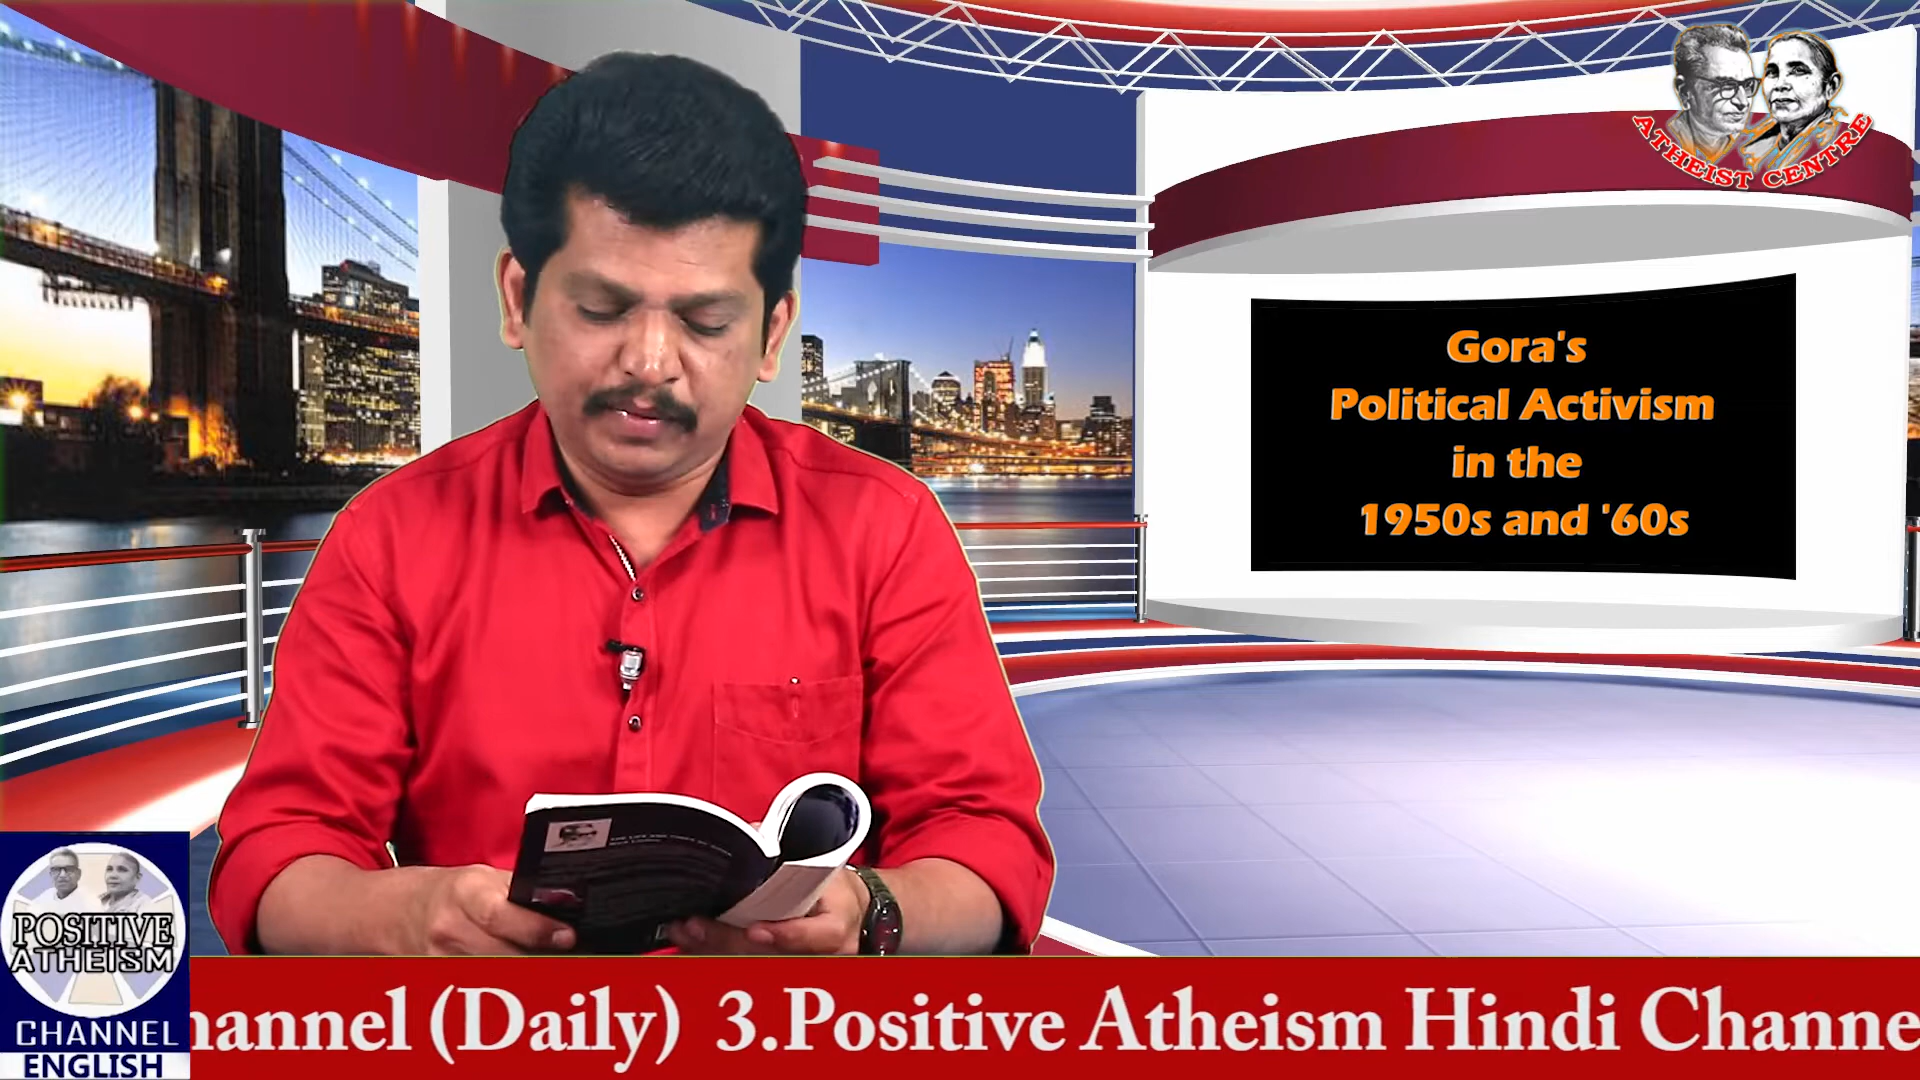 ATHEIST CENTRE
Gora's
Political Activism
in the
1950s and '60s
POSITIVE
ATHEISM
CHANNEL
ENGLISH
hannel (Daily) 3.Positive Atheism Hindi Channe